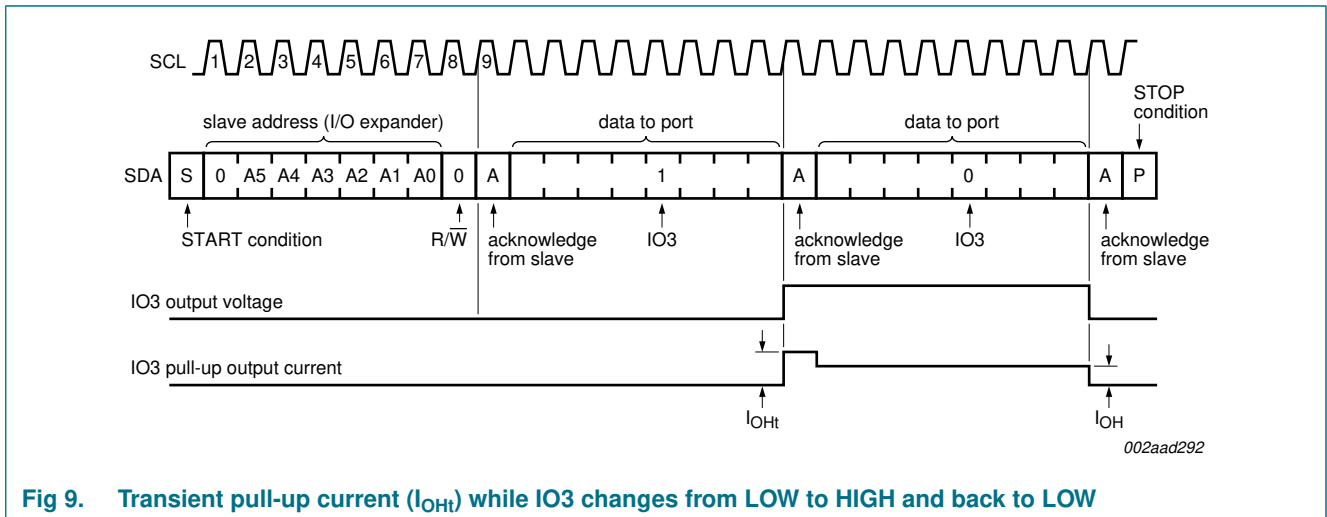 SCL 1 2 3 4 5 6 7 8 9
STOP
condition
slave address (I/O expander) data to port data to port
SDA S 0 A5 A4 A3 A2 A1 A0 0 A 1 A 0 A P
START condition R/W̅ acknowledge
from slave IO3 acknowledge
from slave IO3 acknowledge
from slave
IO3 output voltage
IO3 pull-up output current
IOHt IOH
002aad292
Fig 9. Transient pull-up current (IOHt) while IO3 changes from LOW to HIGH and back to LOW